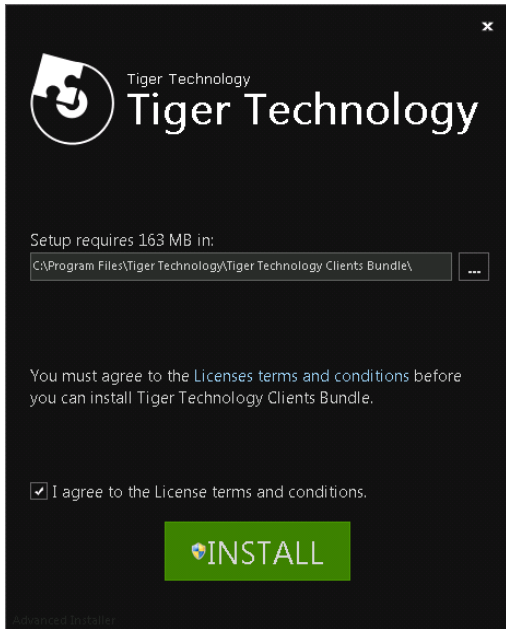 Tiger Technology
Tiger Technology
Setup requires 163 MB in:
C:\Program Files\Tiger Technology\Tiger Technology Clients Bundle\
...
You must agree to the Licenses terms and conditions before
you can install Tiger Technology Clients Bundle.
I agree to the License terms and conditions.
INSTALL
Advanced Installer